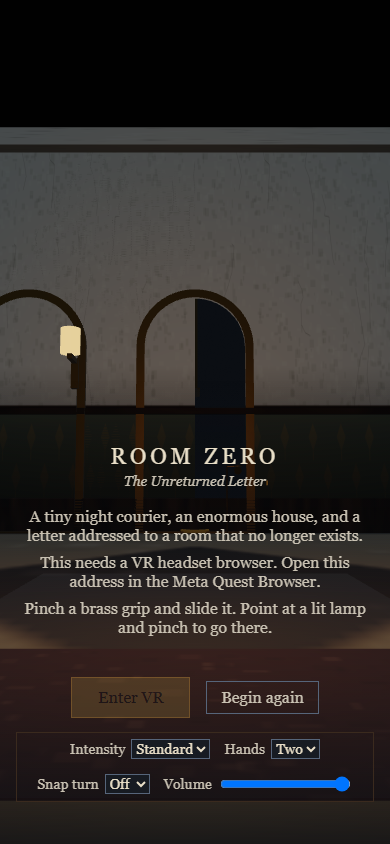 ROOM ZERO
The Unreturned Letter
A tiny night courier, an enormous house, and a
letter addressed to a room that no longer exists.
This needs a VR headset browser. Open this
address in the Meta Quest Browser.
Pinch a brass grip and slide it. Point at a lit lamp
and pinch to go there.
Enter VR Begin again
Intensity Standard Hands Two
Snap turn Off Volume